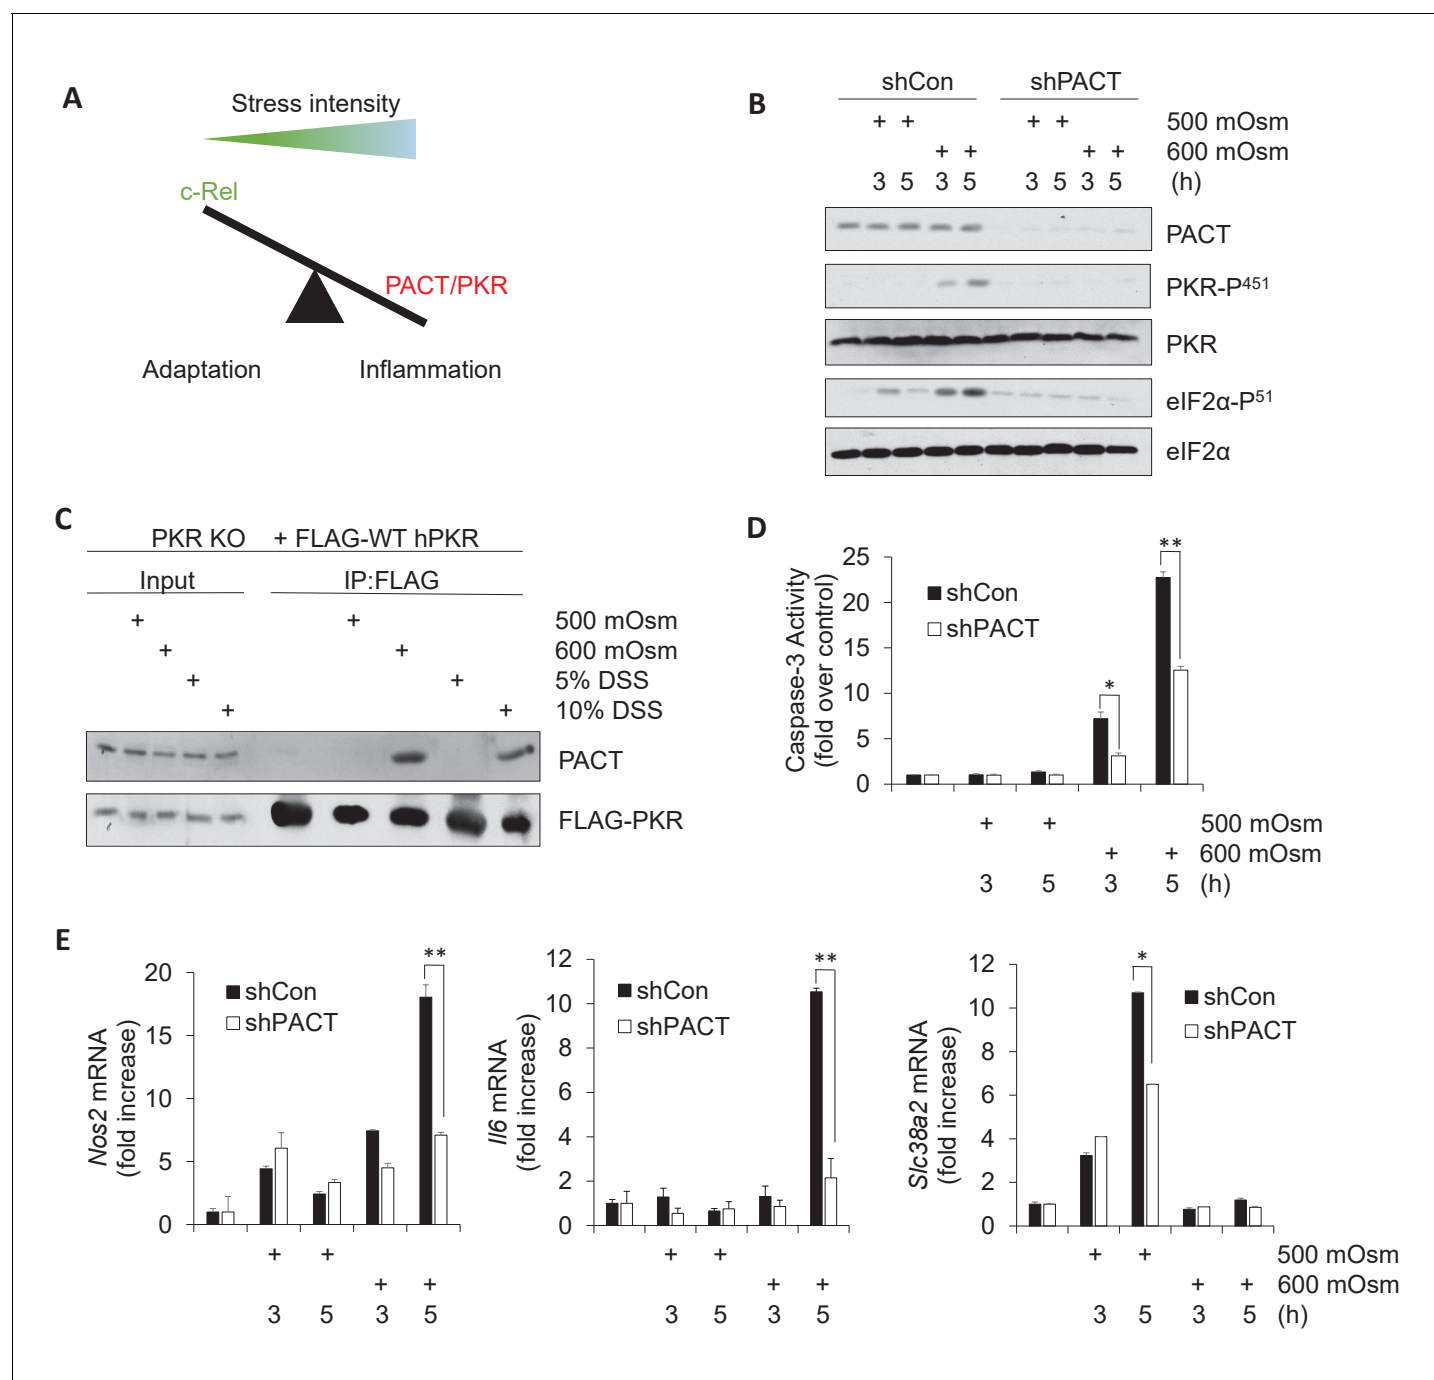 A
Stress intensity
c-Rel
PACT/PKR
Adaptation Inflammation
B
shCon shPACT
+ + + + 500 mOsm
+ + + + 600 mOsm
3 5 3 5 3 5 3 5 (h)
PACT
PKR-P451
PKR
eIF2α-P51
eIF2α
C
PKR KO + FLAG-WT hPKR
Input IP:FLAG
+ + 500 mOsm
+ + 600 mOsm
+ + 5% DSS
+ + 10% DSS
PACT
FLAG-PKR
D
Caspase-3 Activity
(fold over control)
25
20
15
10
5
0
shCon
shPACT
*
**
+ + 500 mOsm
+ + 600 mOsm
3 5 3 5 (h)
E
Nos2 mRNA
(fold increase)
20
15
10
5
0
shCon
shPACT
**
+ +
+ +
3 5 3 5
Il6 mRNA
(fold increase)
12
10
8
6
4
2
0
shCon
shPACT
**
+ +
+ +
3 5 3 5
Slc38a2 mRNA
(fold increase)
12
10
8
6
4
2
0
shCon
shPACT
*
+ + 500 mOsm
+ + 600 mOsm
3 5 3 5 (h)